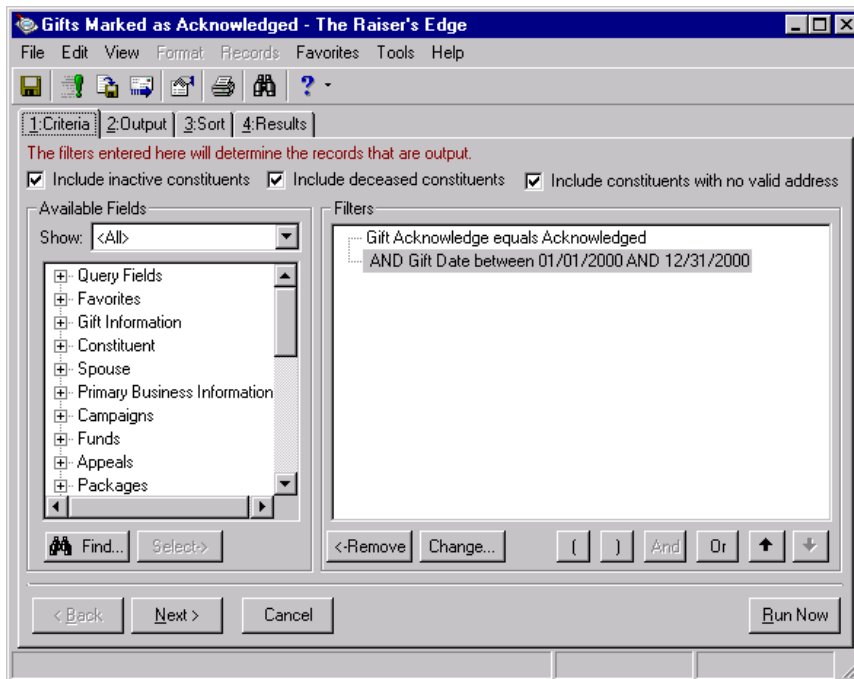 Gifts Marked as Acknowledged - The Raiser's Edge
File Edit View Format Records Favorites Tools Help
?
1:Criteria 2:Output 3:Sort 4:Results
The filters entered here will determine the records that are output.
Include inactive constituents Include deceased constituents Include constituents with no valid address
Available Fields
Show: <All>
Query Fields
Favorites
Gift Information
Constituent
Spouse
Primary Business Information
Campaigns
Funds
Appeals
Packages
Find... Select->
Filters
Gift Acknowledge equals Acknowledged
AND Gift Date between 01/01/2000 AND 12/31/2000
<-Remove Change... ( ) And Or
< Back Next > Cancel Run Now